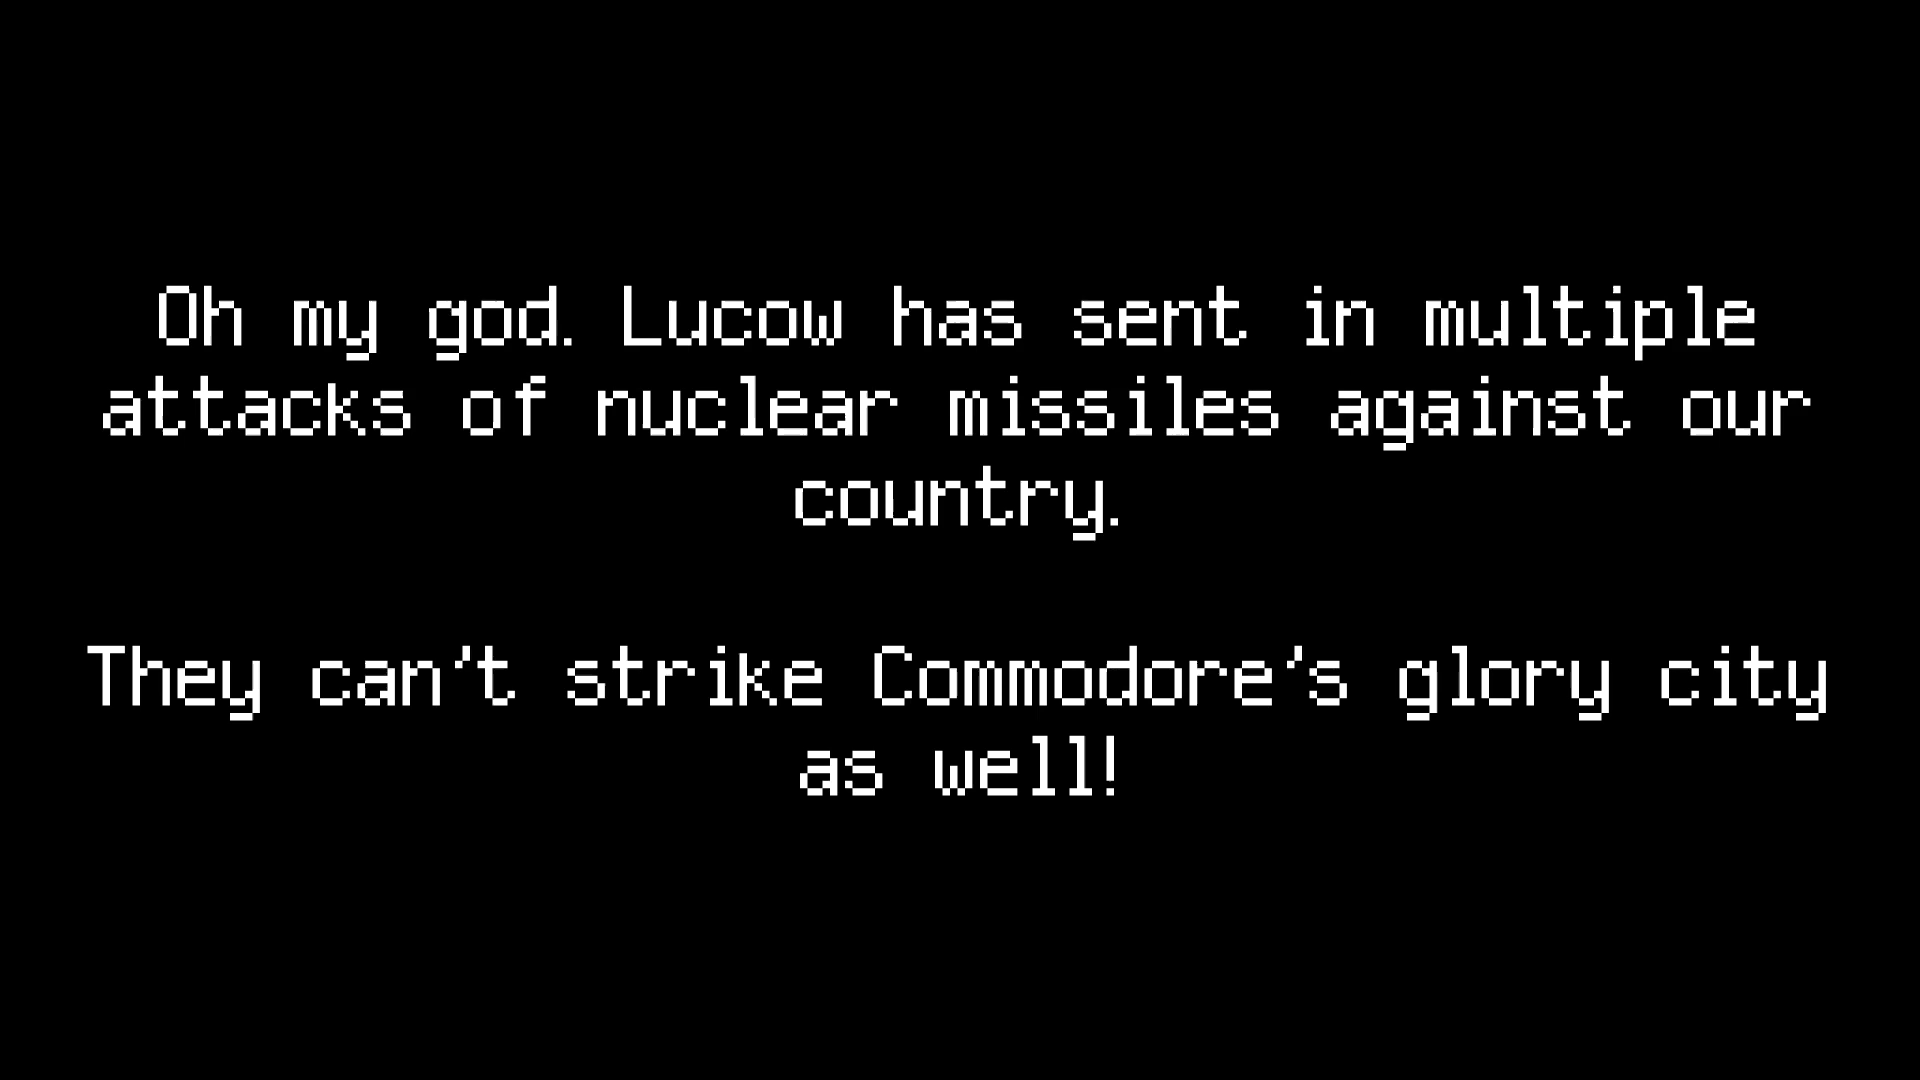 Oh my god. Lucow has sent in multiple
attacks of nuclear missiles against our
country.
They can't strike Commodore's glory city
as well!